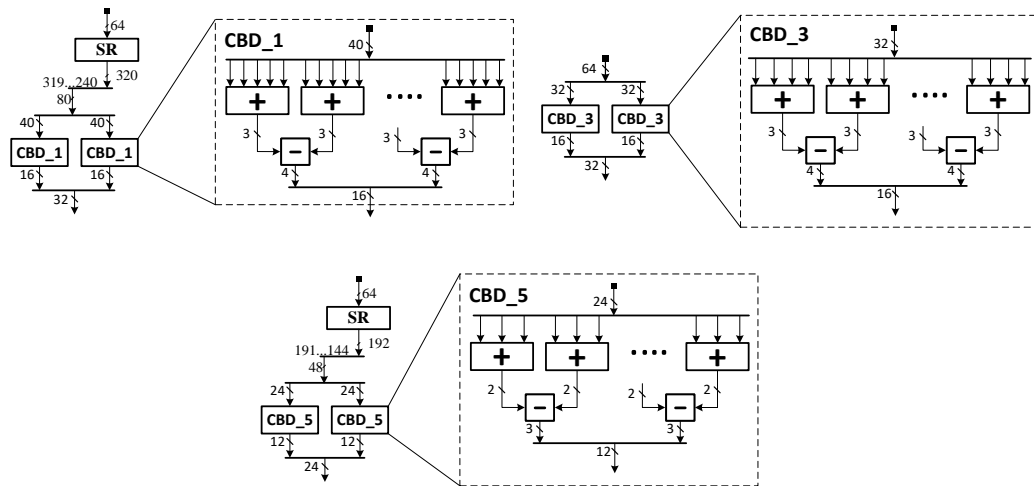 64
SR
320
319...240
80
40 40
CBD_1 CBD_1
16 16
32
CBD_1
40
+ + •••• +
3 3 3 3
− −
4 4
16
64
32 32
CBD_3 CBD_3
16 16
32
CBD_3
32
+ + •••• +
3 3 3 3
− −
4 4
16
64
SR
192
191...144
48
24 24
CBD_5 CBD_5
12 12
24
CBD_5
24
+ + •••• +
2 2 2 2
− −
3 3
12